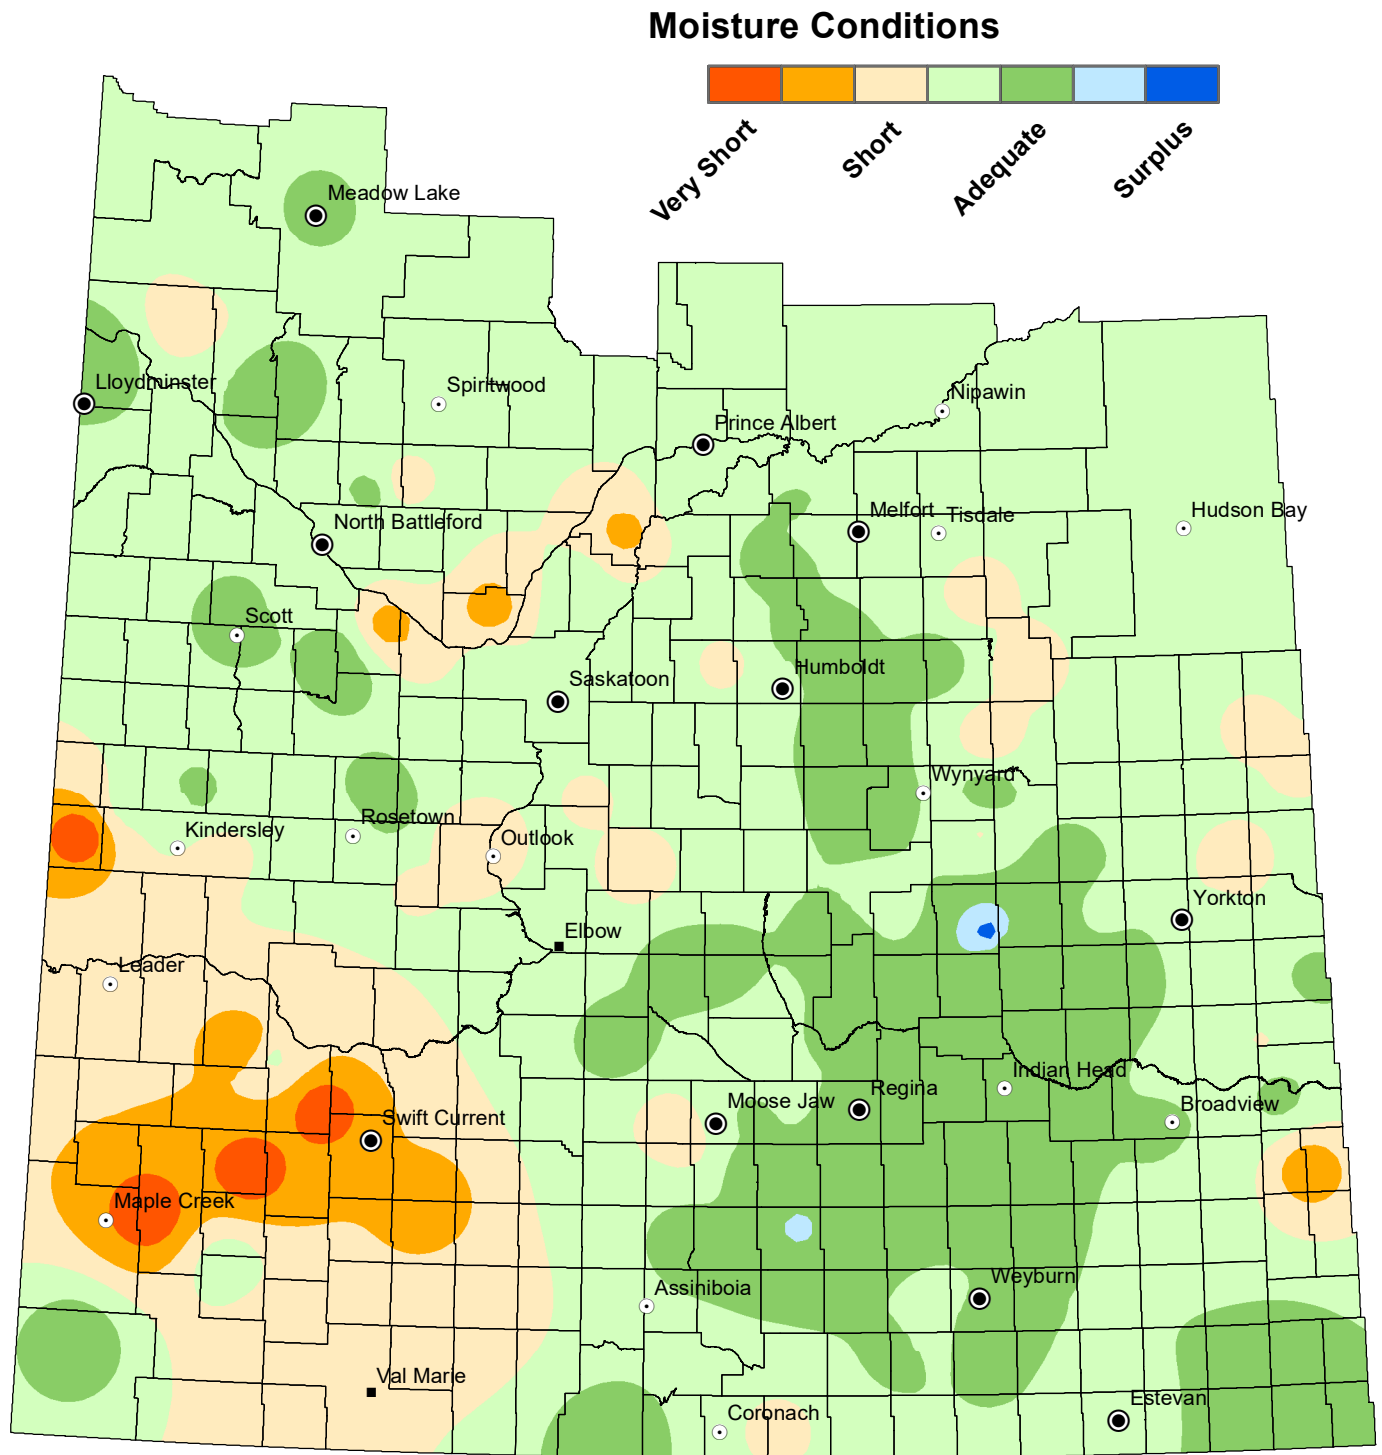 Moisture Conditions
Very Short
Short
Adequate
Surplus
Meadow Lake
Lloydminster
Spiritwood
Nipawin
Prince Albert
North Battleford
Melfort
Tisdale
Hudson Bay
Scott
Saskatoon
Humboldt
Wynyard
Kindersley
Rosetown
Outlook
Yorkton
Elbow
Leader
Indian Head
Regina
Moose Jaw
Broadview
Swift Current
Maple Creek
Weyburn
Assiniboia
Val Marie
Estevan
Coronach